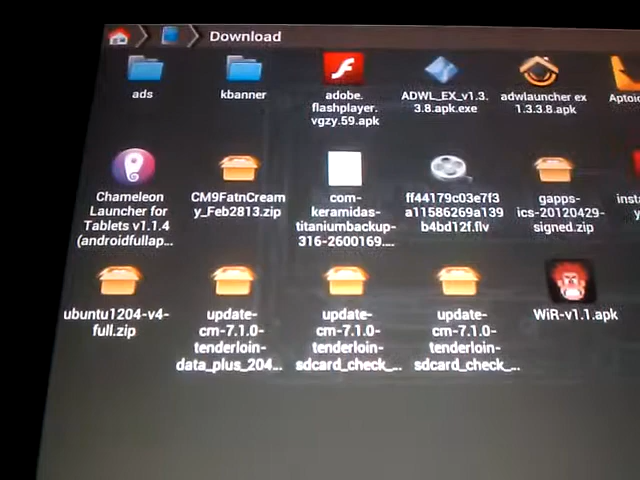 Download
ads
kbanner
adobe.
flashplayer.
vgzy.59.apk
ADWL_EX_v1.3.
3.8.apk.exe
adwlauncher ex
1.3.3.8.apk
Aptoid
Chameleon
Launcher for
Tablets v1.1.4
(androidfullap...
CM9FatnCream
y_Feb2813.zip
com-
keramidas-
titaniumbackup-
316-2600169....
ff44179c03e7f3
a11586269a139
b4bd12f.flv
gapps-
ics-20120429-
signed.zip
inst
y
ubuntu1204-v4-
full.zip
update-
cm-7.1.0-
tenderloin-
data_plus_204...
update-
cm-7.1.0-
tenderloin-
sdcard_check_...
update-
cm-7.1.0-
tenderloin-
sdcard_check_...
WiR-v1.1.apk